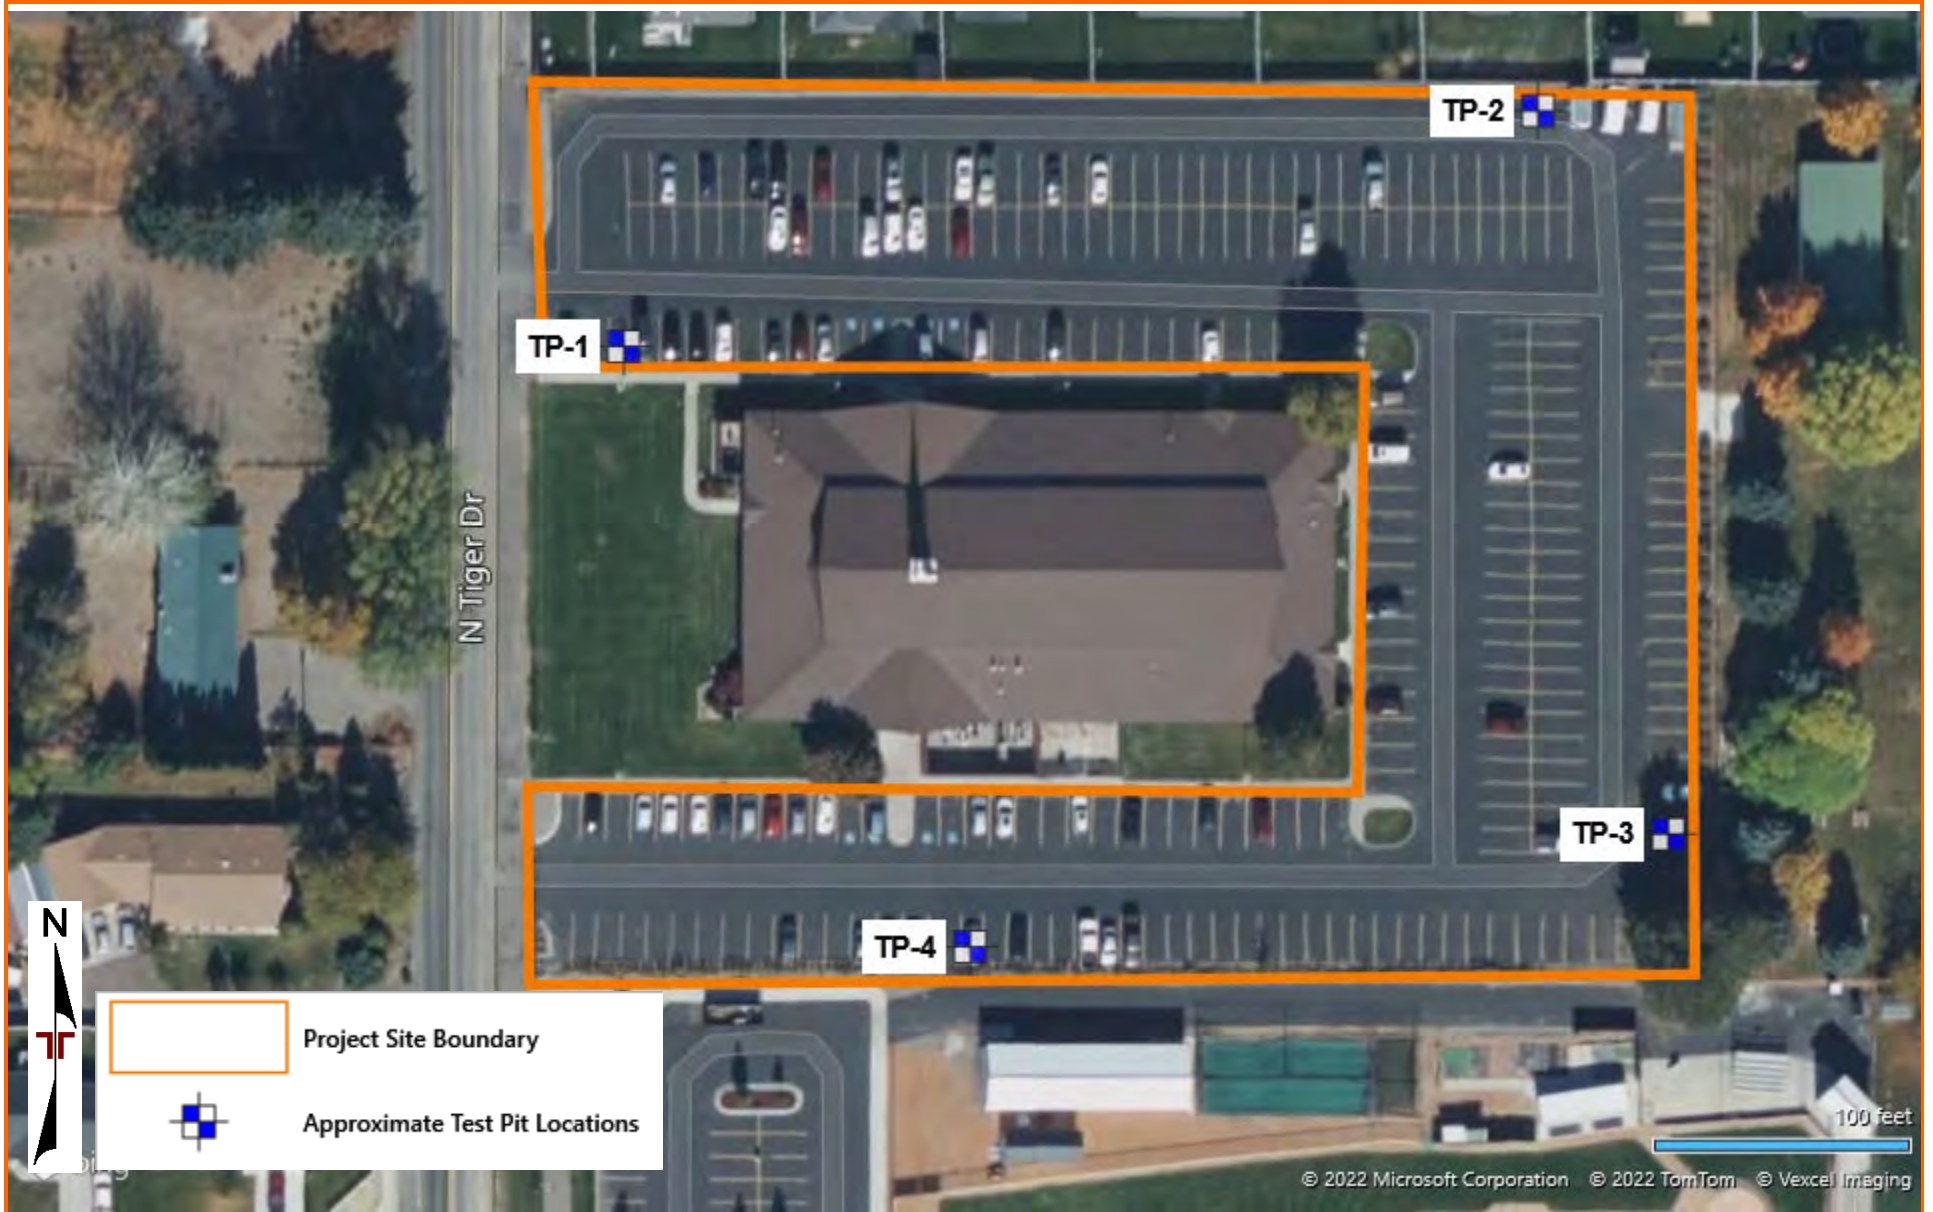 TP-2
TP-1
N Tiger Dr
TP-3
TP-4
N
Project Site Boundary
Approximate Test Pit Locations
100 feet
© 2022 Microsoft Corporation © 2022 TomTom © Vexcel Imaging